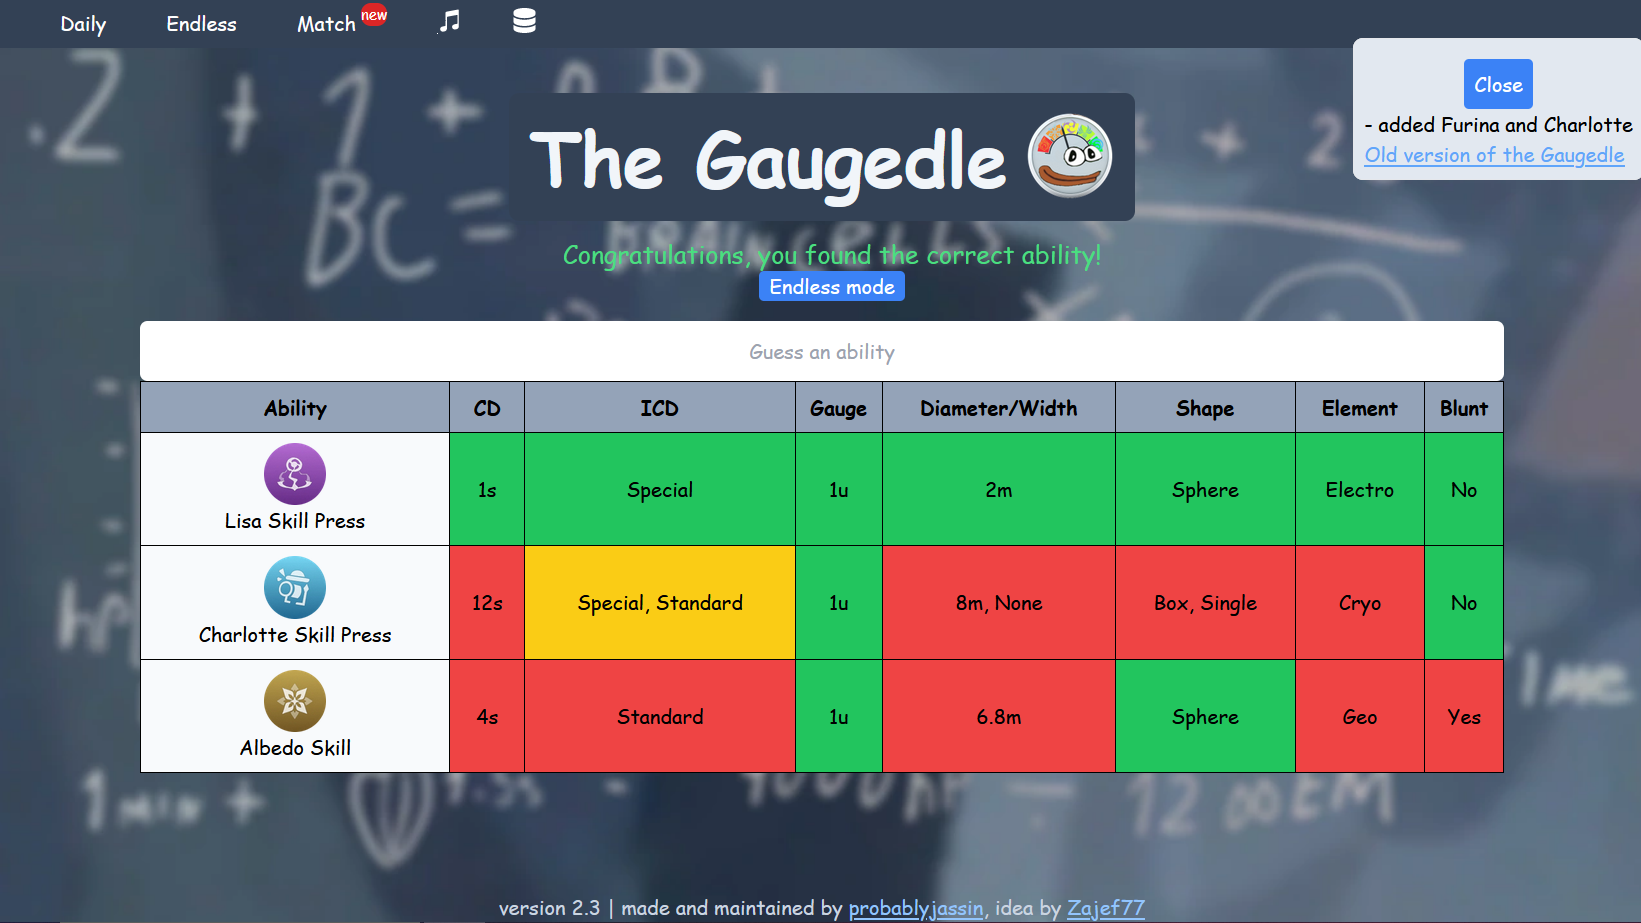 Daily Endless Match new
Close
- added Furina and Charlotte
Old version of the Gaugedle
The Gaugedle
Congratulations, you found the correct ability!
Endless mode
Guess an ability
Ability CD ICD Gauge Diameter/Width Shape Element Blunt
Lisa Skill Press 1s Special 1u 2m Sphere Electro No
Charlotte Skill Press 12s Special, Standard 1u 8m, None Box, Single Cryo No
Albedo Skill 4s Standard 1u 6.8m Sphere Geo Yes
version 2.3 | made and maintained by probablyjassin, idea by Zajef77